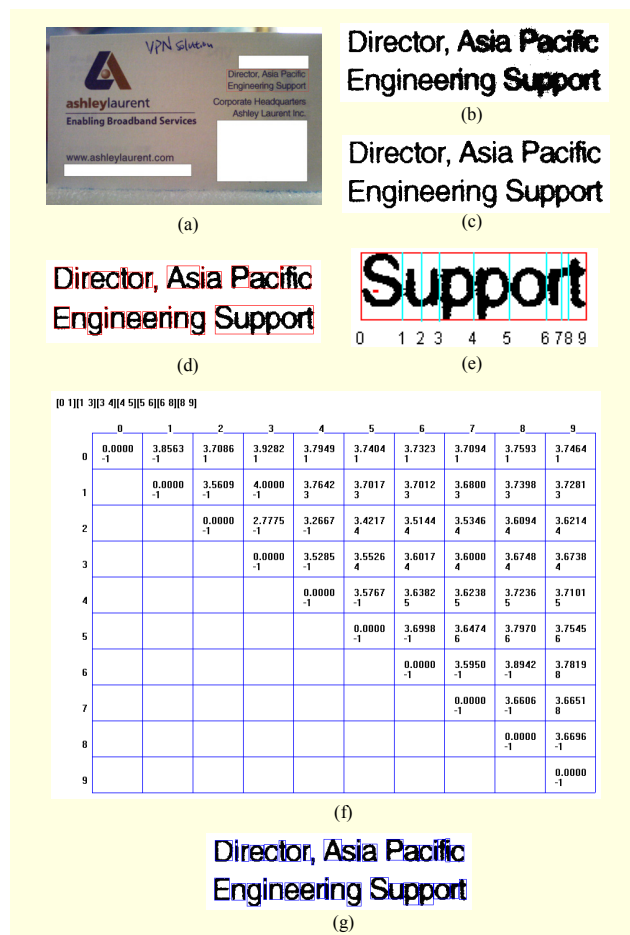 VPN Solution
Director, Asia Pacific
Engineering Support
ashleylaurent
Corporate Headquarters
Ashley Laurent Inc.
Enabling Broadband Services
www.ashleylaurent.com
(a)
Director, Asia Pacific
Engineering Support
(b)
Director, Asia Pacific
Engineering Support
(c)
Director, Asia Pacific
Engineering Support
(d)
Support
0 1 2 3 4 5 6 7 8 9
(e)
[0 1][1 3][3 4][4 5][5 6][6 8][8 9]
0 1 2 3 4 5 6 7 8 9
0 0.0000 3.8563 3.7086 3.9282 3.7949 3.7404 3.7323 3.7094 3.7593 3.7464
-1 -1 1 1 1 1 1 1 1 1
1 0.0000 3.5609 4.0000 3.7642 3.7017 3.7012 3.6800 3.7398 3.7281
-1 -1 -1 3 3 3 3 3 3
2 0.0000 2.7775 3.2667 3.4217 3.5144 3.5346 3.6094 3.6214
-1 -1 -1 4 4 4 4 4
3 0.0000 3.5285 3.5526 3.6017 3.6000 3.6748 3.6738
-1 -1 4 4 4 4 4
4 0.0000 3.5767 3.6382 3.6238 3.7236 3.7101
-1 -1 5 5 5 5
5 0.0000 3.6998 3.6474 3.7970 3.7545
-1 -1 6 6 6
6 0.0000 3.5950 3.8942 3.7819
-1 -1 -1 8
7 0.0000 3.6606 3.6651
-1 -1 8
8 0.0000 3.6696
-1 -1
9 0.0000
-1
(f)
Director, Asia Pacific
Engineering Support
(g)